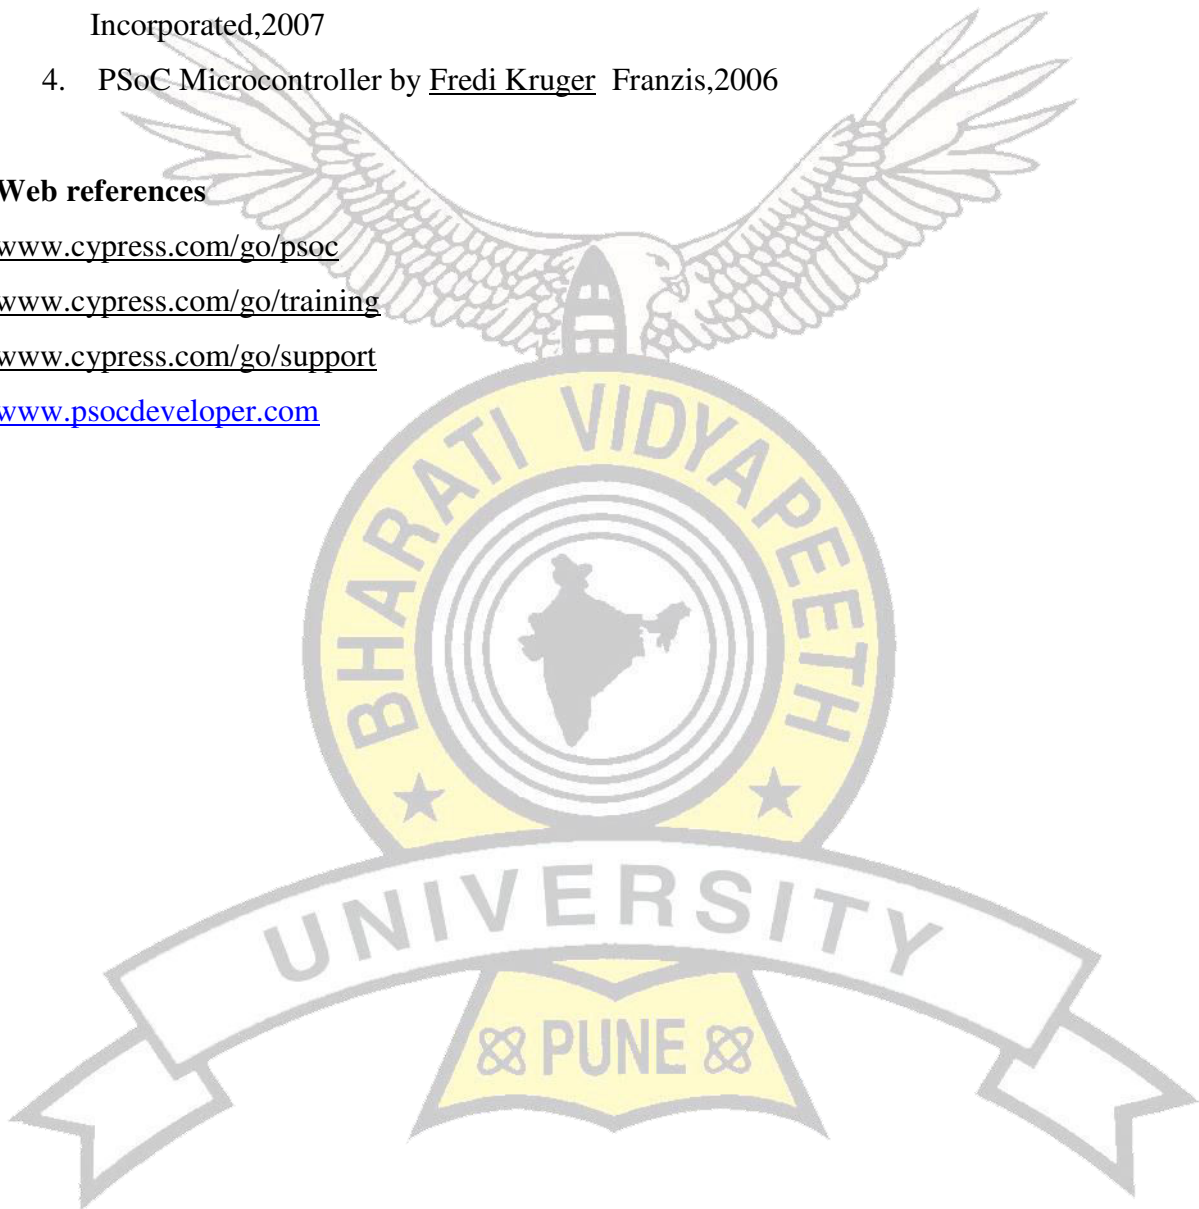 Incorporated,2007
4. PSoC Microcontroller by Fredi Kruger Franzis,2006
Web references
www.cypress.com/go/psoc
www.cypress.com/go/training
www.cypress.com/go/support
www.psocdeveloper.com
BHARATI VIDYAPEETH
UNIVERSITY
PUNE